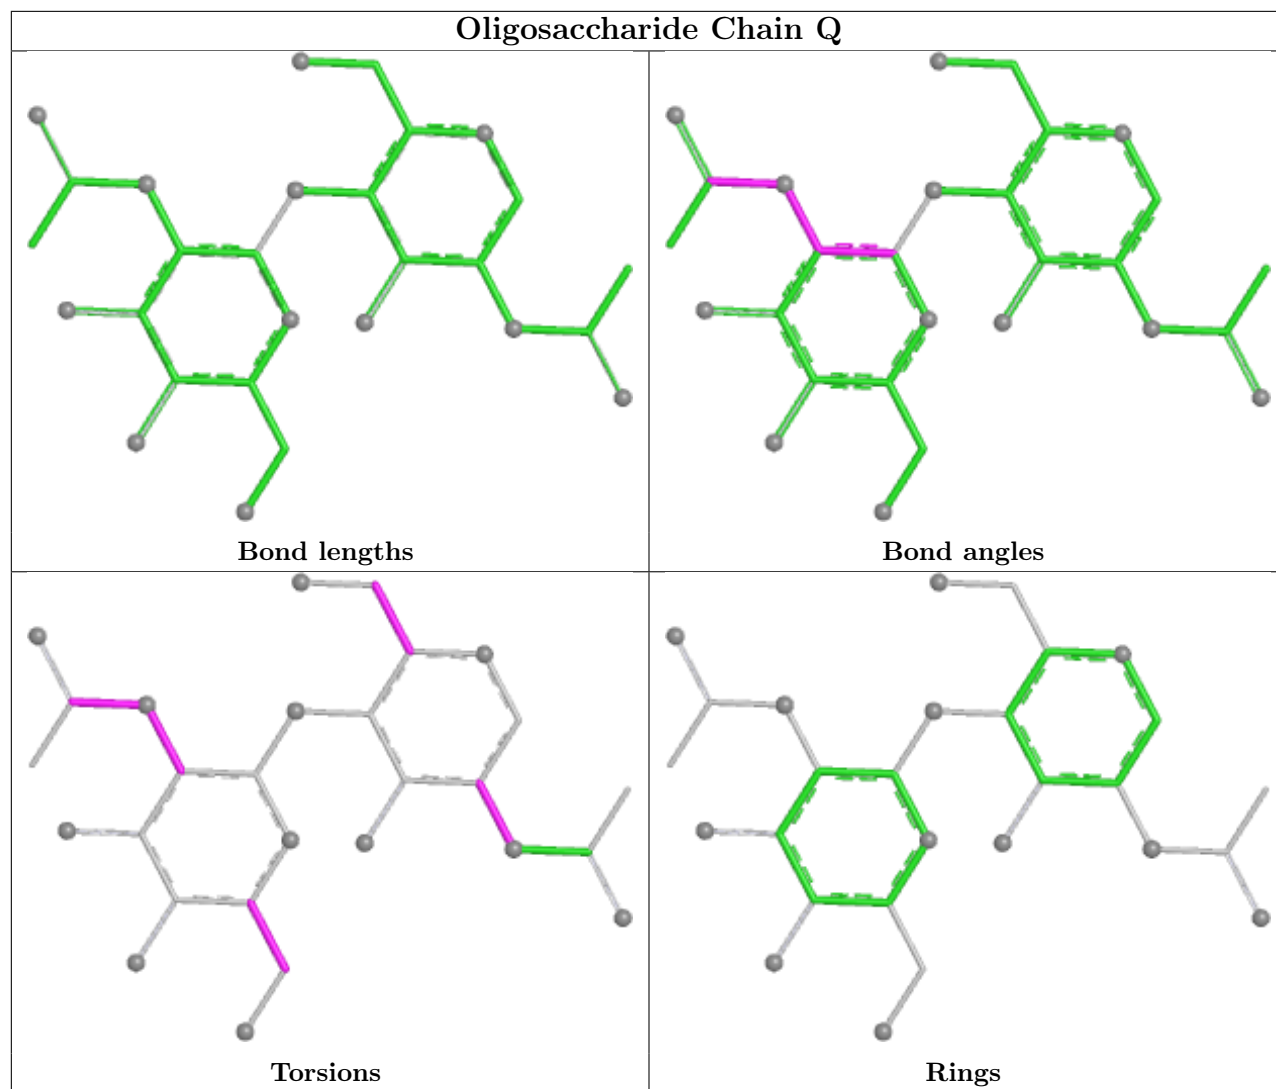 Oligosaccharide Chain Q
Bond lengths
Bond angles
Torsions
Rings